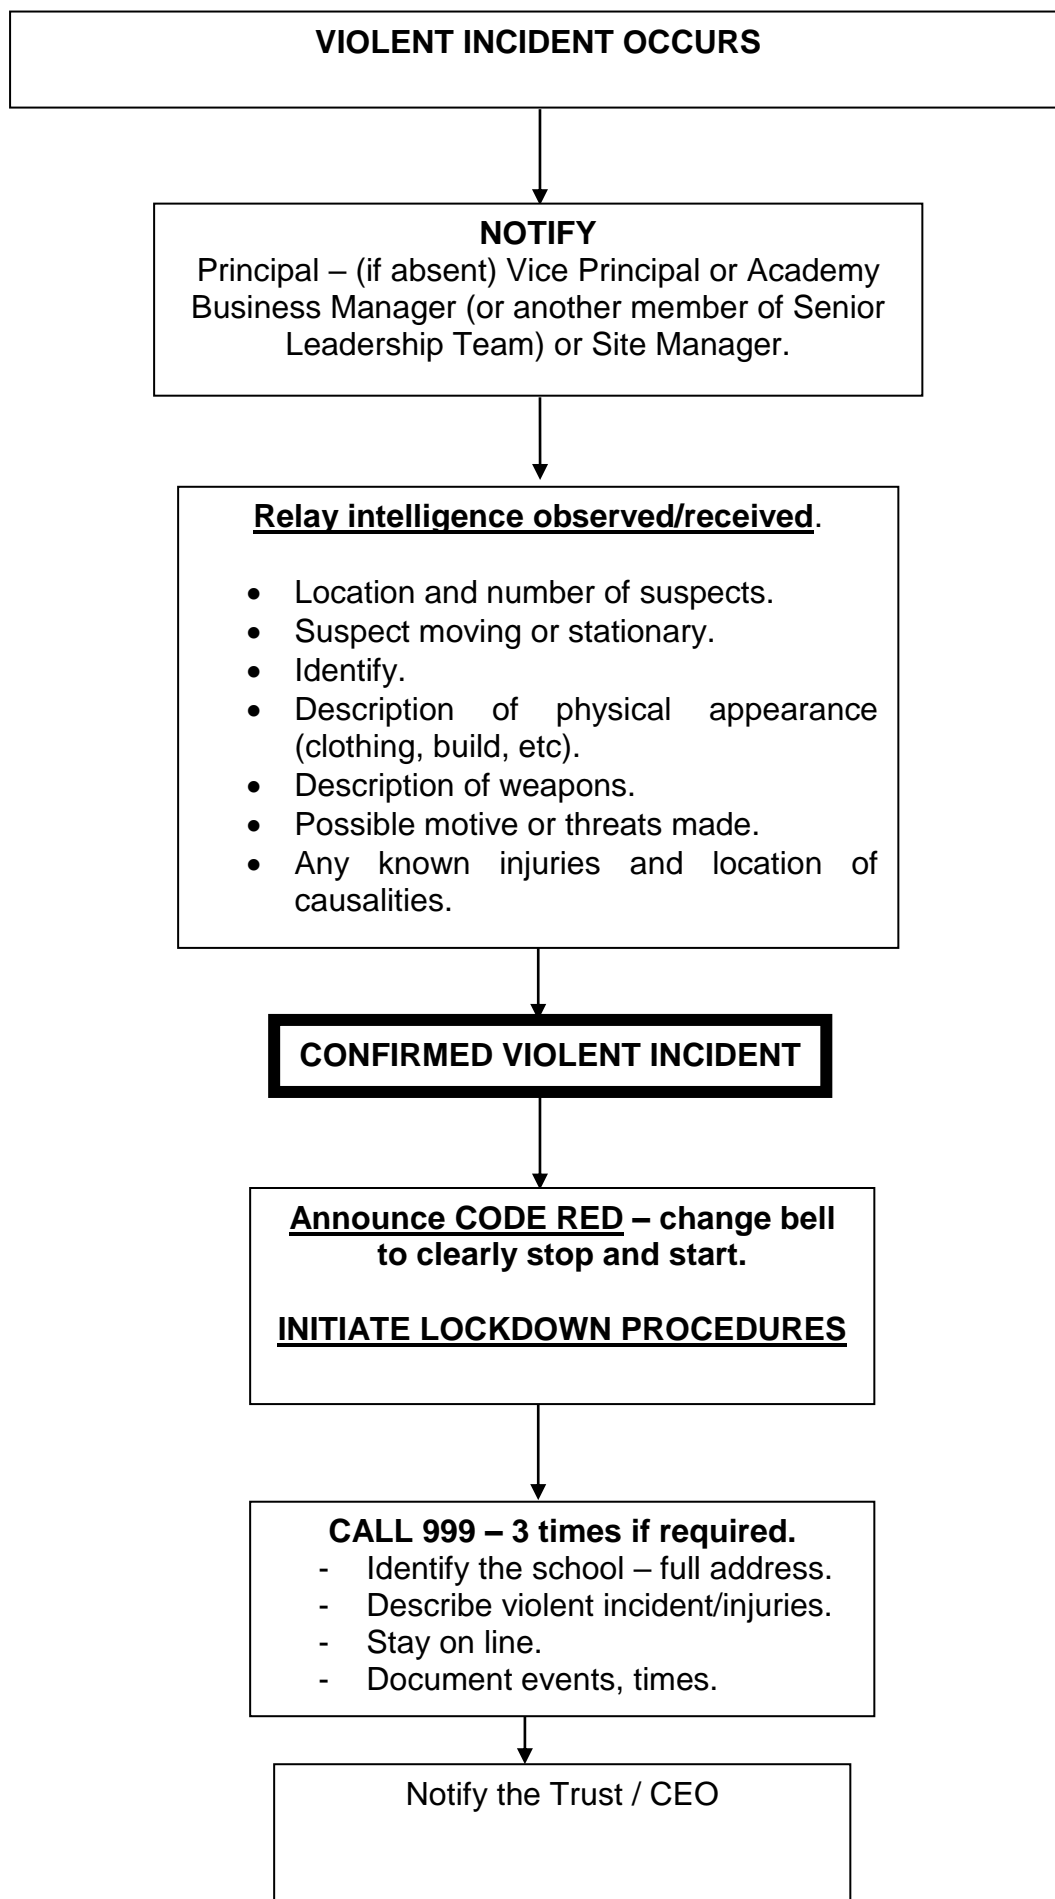 VIOLENT INCIDENT OCCURS
NOTIFY
Principal – (if absent) Vice Principal or Academy
Business Manager (or another member of Senior
Leadership Team) or Site Manager.
Relay intelligence observed/received.
• Location and number of suspects.
• Suspect moving or stationary.
• Identify.
• Description of physical appearance
(clothing, build, etc).
• Description of weapons.
• Possible motive or threats made.
• Any known injuries and location of
causalities.
CONFIRMED VIOLENT INCIDENT
Announce CODE RED – change bell
to clearly stop and start.
INITIATE LOCKDOWN PROCEDURES
CALL 999 – 3 times if required.
- Identify the school – full address.
- Describe violent incident/injuries.
- Stay on line.
- Document events, times.
Notify the Trust / CEO